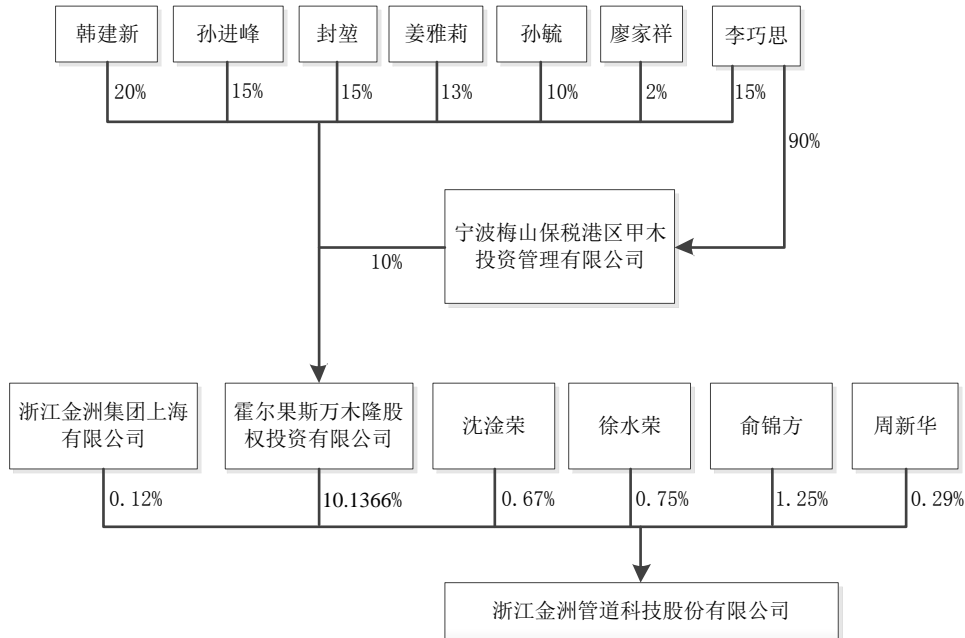 韩建新
孙进峰
封堃
姜雅莉
孙毓
廖家祥
李巧思
20%
15%
15%
13%
10%
2%
15%
90%
宁波梅山保税港区甲木
投资管理有限公司
10%
浙江金洲集团上海
有限公司
霍尔果斯万木隆股
权投资有限公司
沈淦荣
徐水荣
俞锦方
周新华
0.12%
10.1366%
0.67%
0.75%
1.25%
0.29%
浙江金洲管道科技股份有限公司